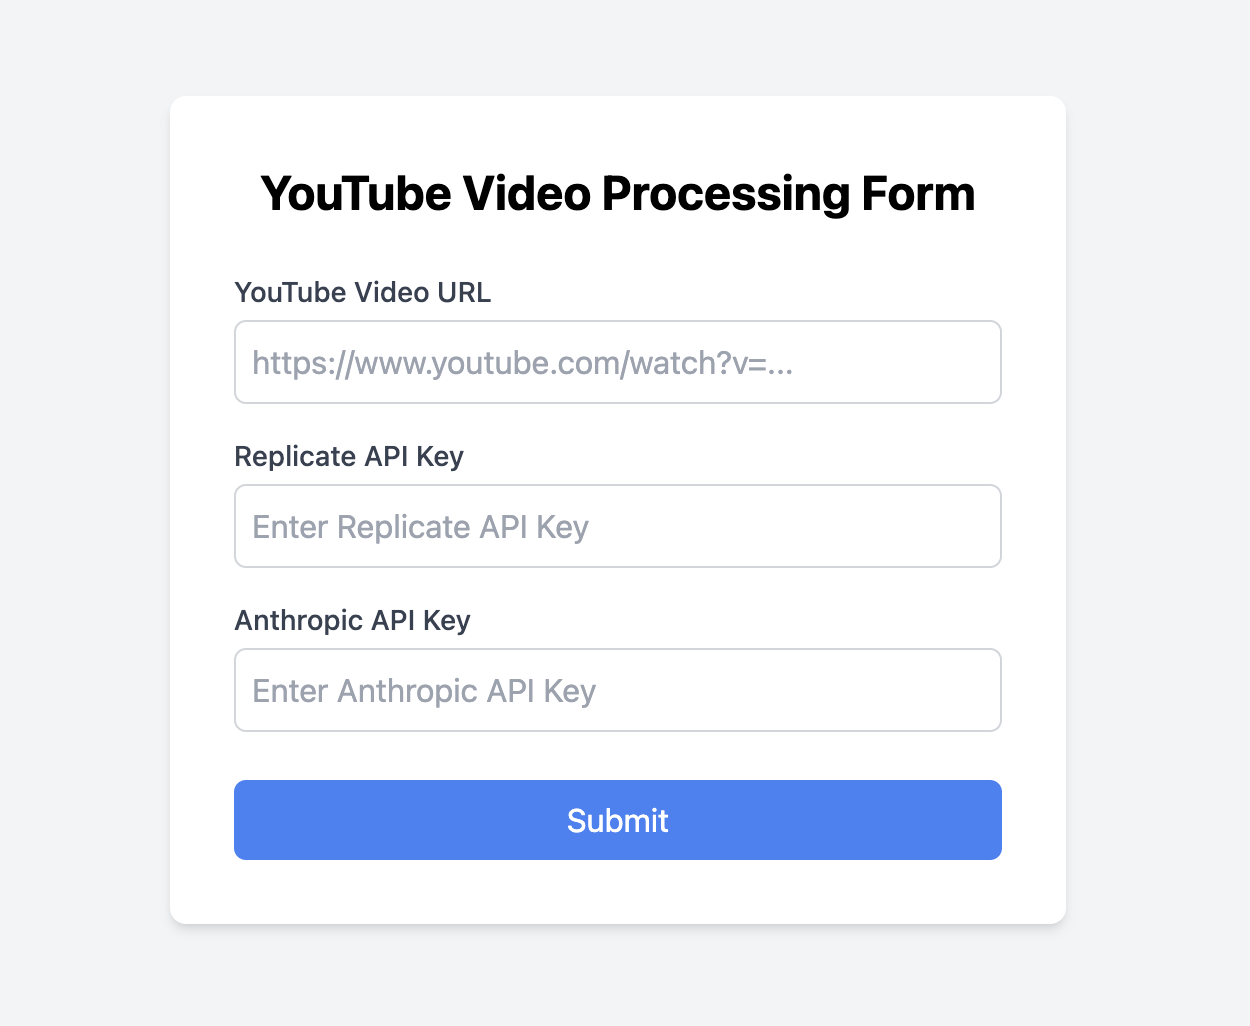 YouTube Video Processing Form
YouTube Video URL
https://www.youtube.com/watch?v=...
Replicate API Key
Enter Replicate API Key
Anthropic API Key
Enter Anthropic API Key
Submit